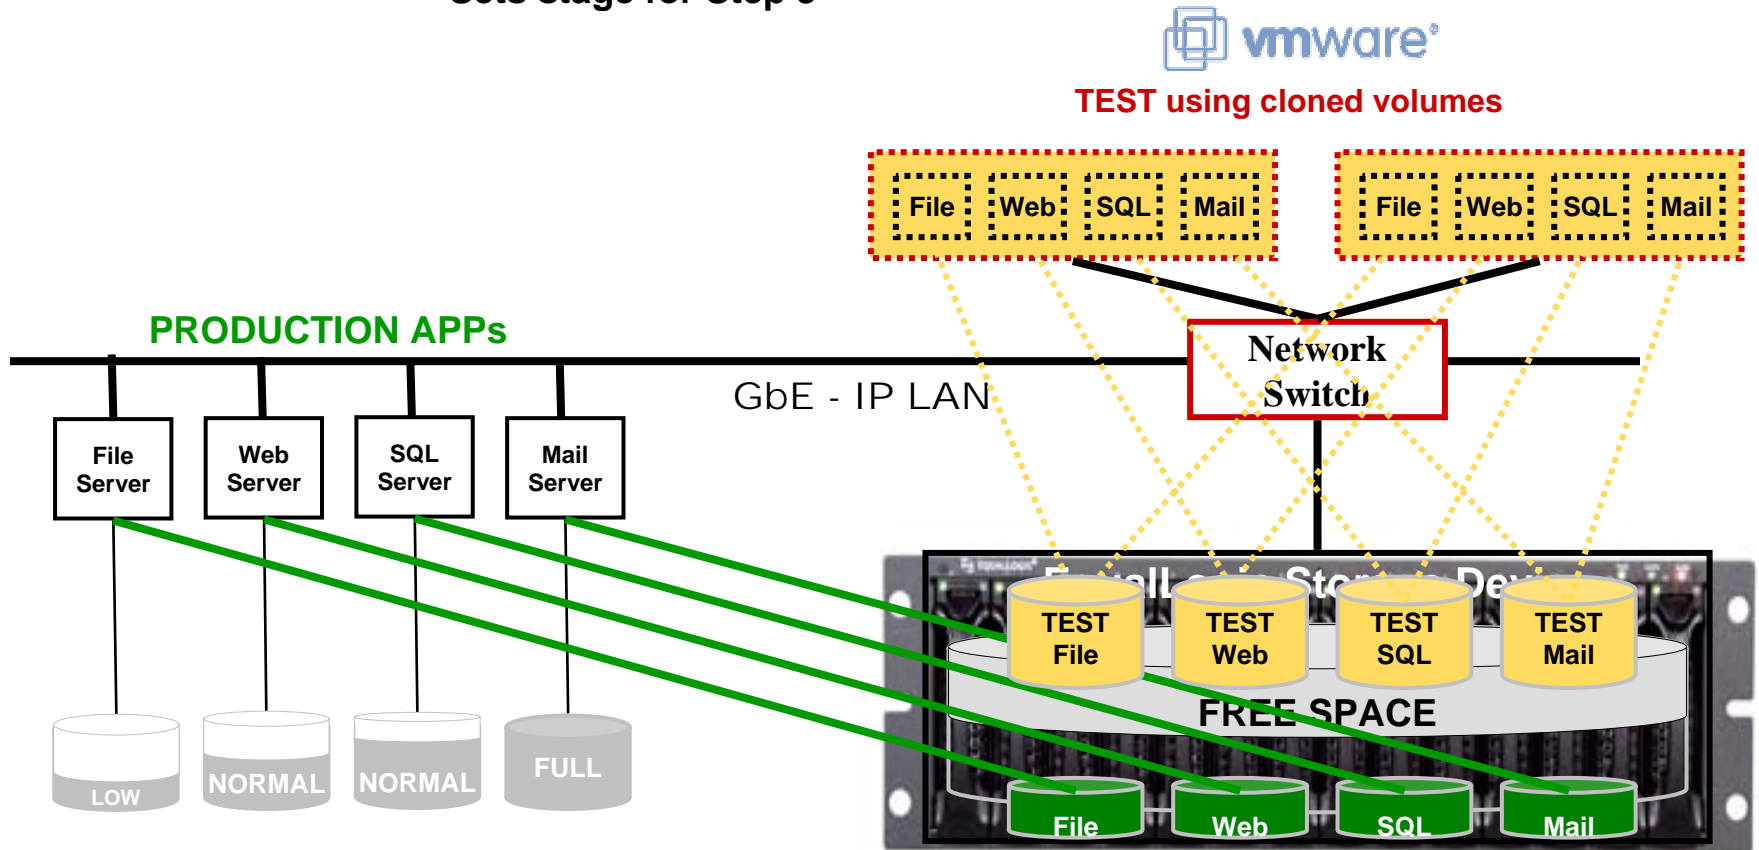 vmware®
TEST using cloned volumes
File Web SQL Mail
File Web SQL Mail
PRODUCTION APPs
Network
Switch
GbE - IP LAN
File
Server
Web
Server
SQL
Server
Mail
Server
TEST
File
TEST
Web
TEST
SQL
TEST
Mail
FREE SPACE
LOW
NORMAL
NORMAL
FULL
File
Web
SQL
Mail